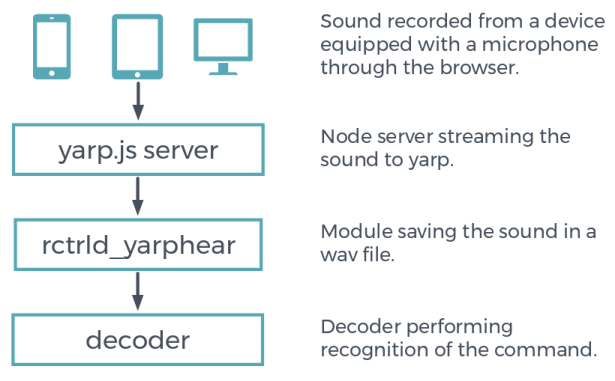 Sound recorded from a device
equipped with a microphone
through the browser.
yarp.js server
Node server streaming the
sound to yarp.
rctrld_yarphear
Module saving the sound in a
wav file.
decoder
Decoder performing
recognition of the command.